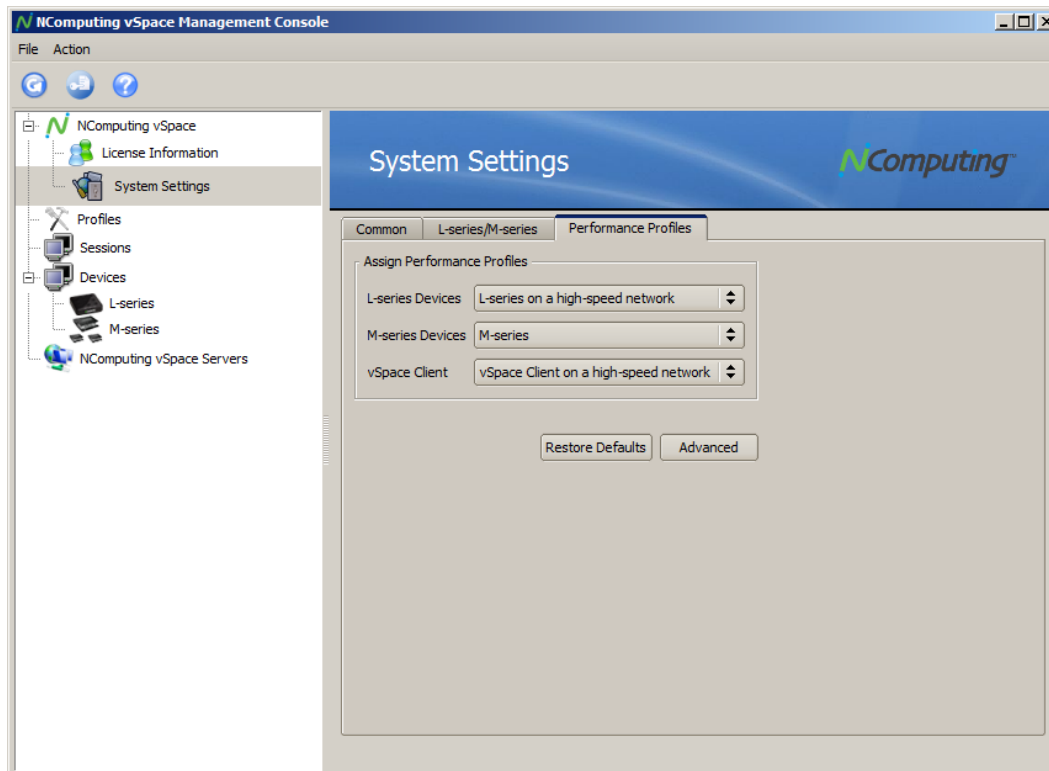 NComputing vSpace Management Console
File Action
NComputing vSpace
License Information
System Settings
Profiles
Sessions
Devices
L-series
M-series
NComputing vSpace Servers
System Settings
NComputing™
Common L-series/M-series Performance Profiles
Assign Performance Profiles
L-series Devices L-series on a high-speed network
M-series Devices M-series
vSpace Client vSpace Client on a high-speed network
Restore Defaults Advanced